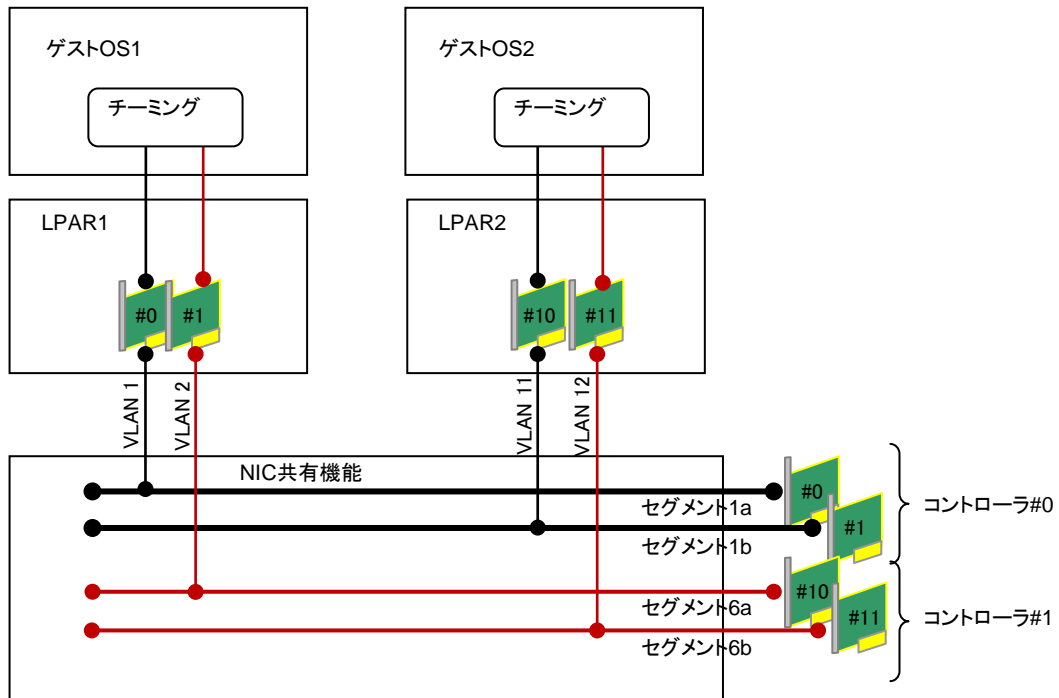 ゲストOS1
ゲストOS2
チーミング
チーミング
LPAR1
LPAR2
#0
#1
#10
#11
VLAN 1
VLAN 2
VLAN 11
VLAN 12
NIC共有機能
セグメント1a
#0
コントローラ#0
セグメント1b
#1
セグメント6a
#10
コントローラ#1
セグメント6b
#11